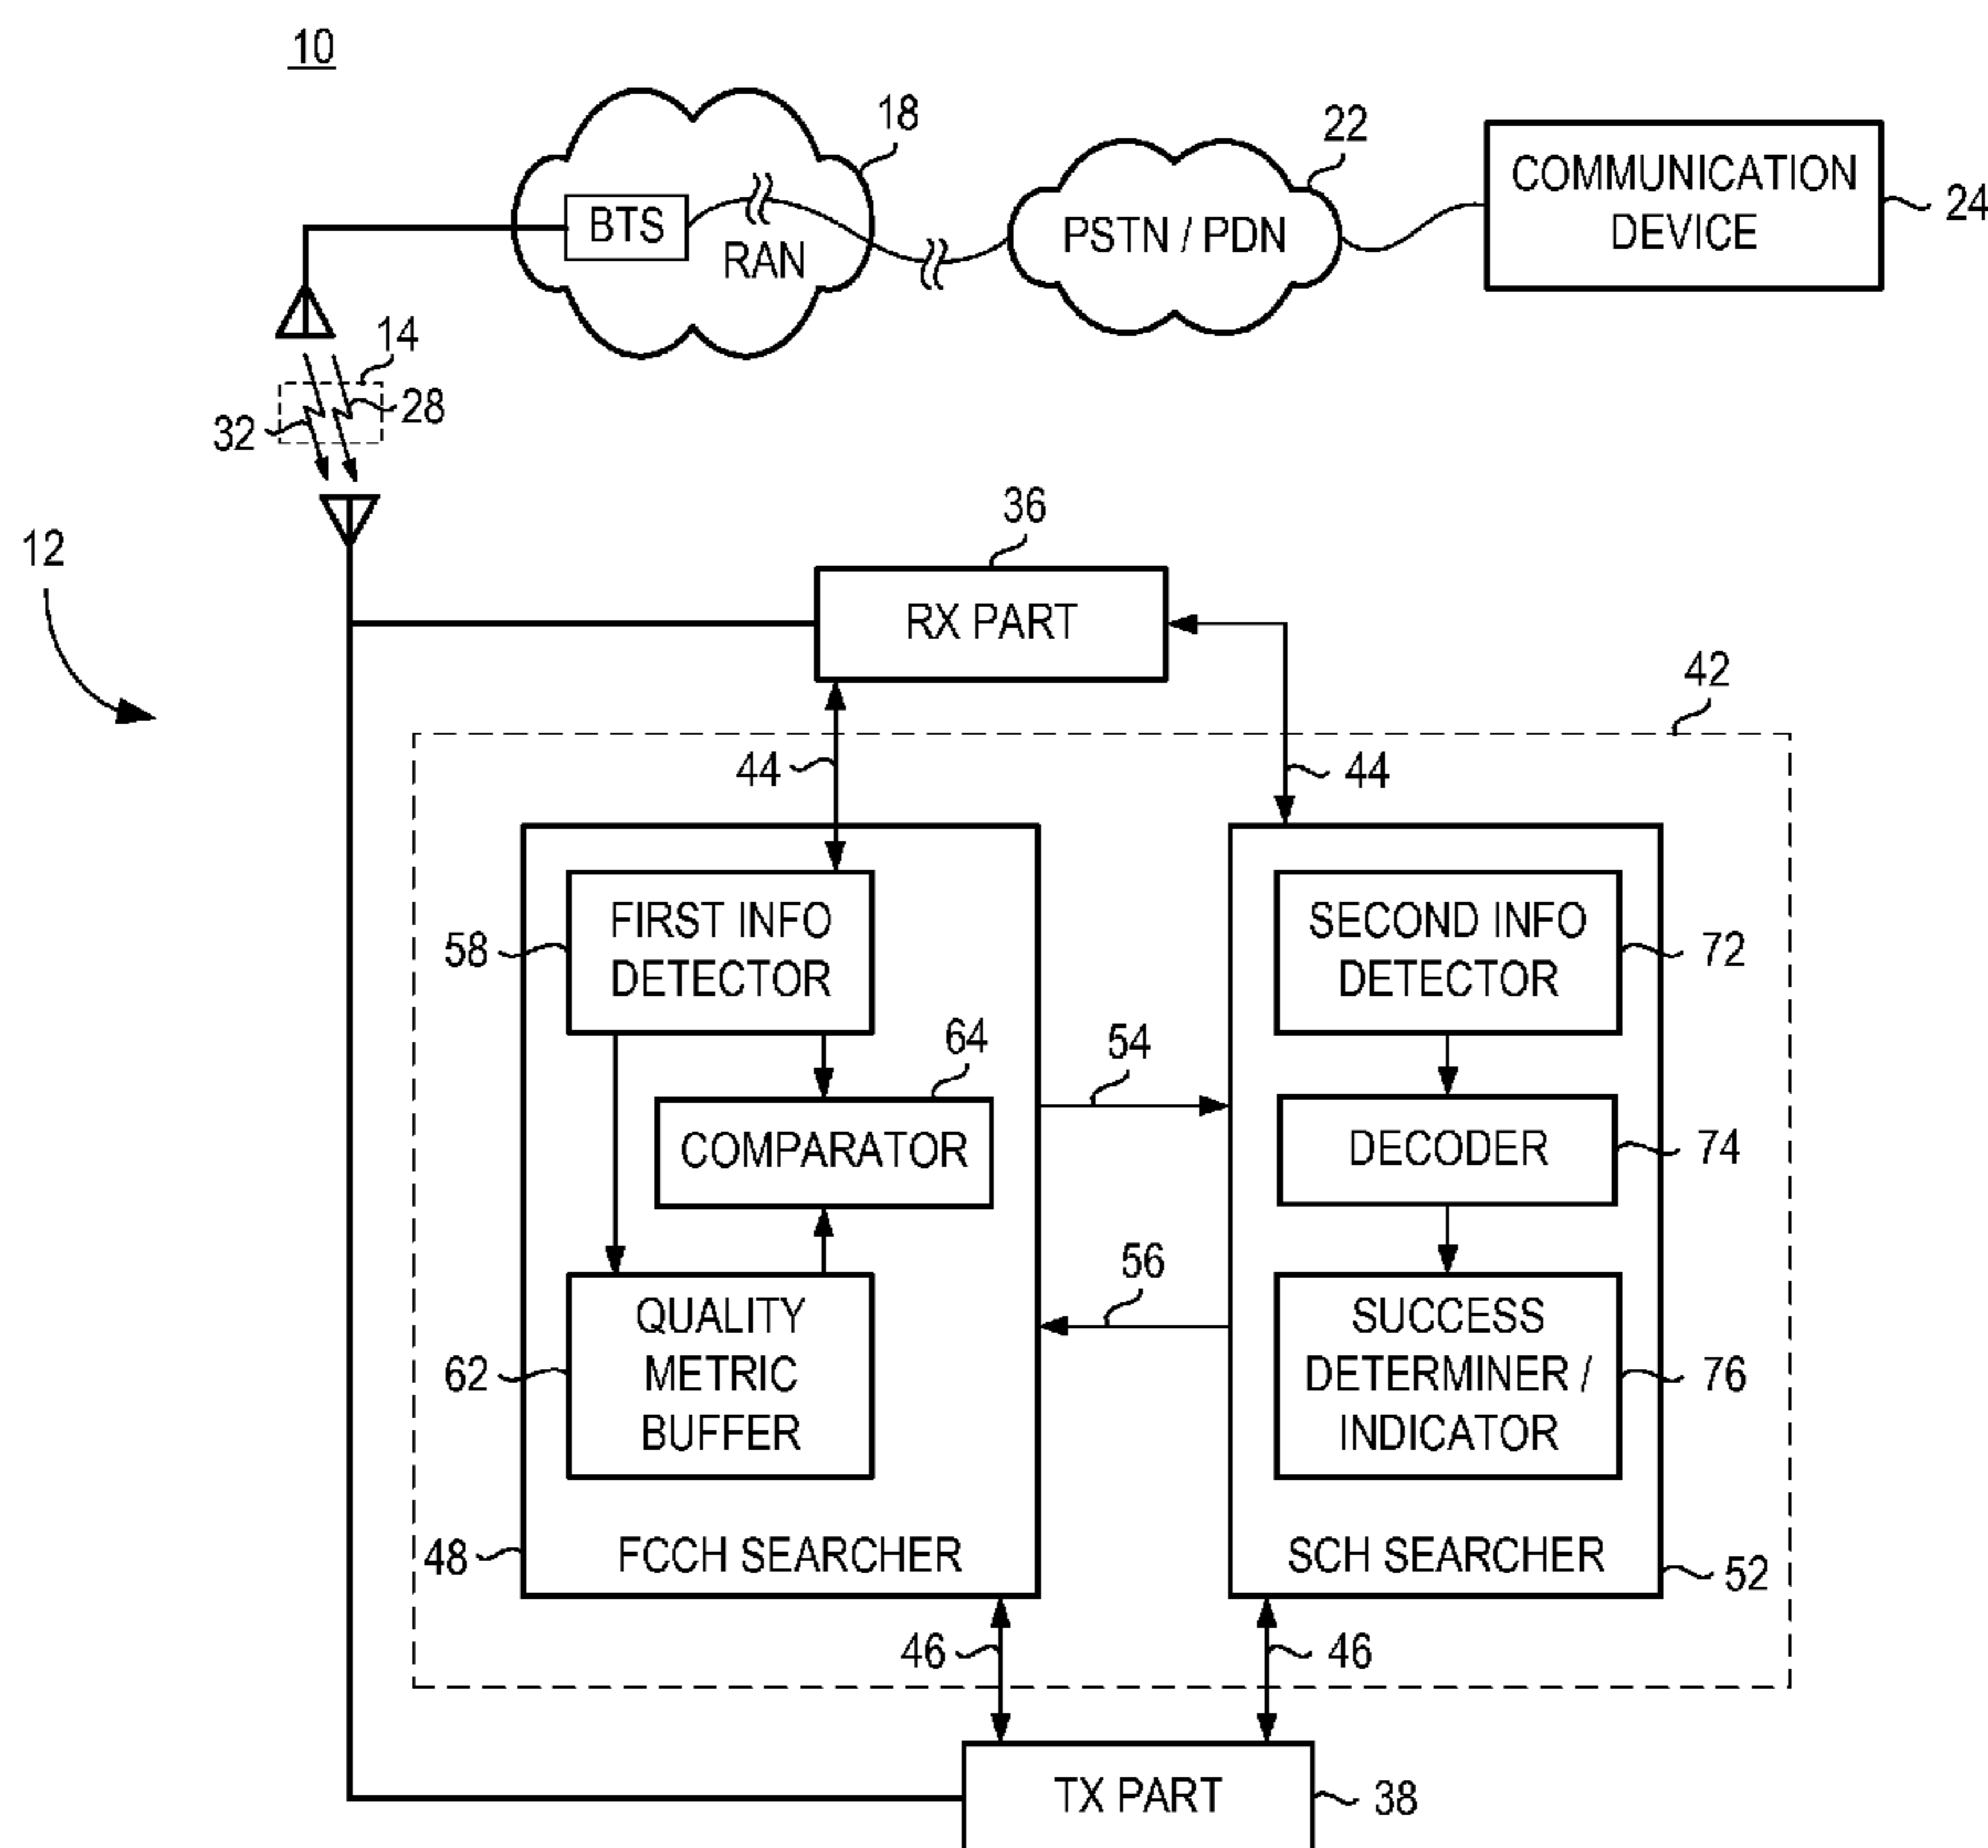 10
18
22
COMMUNICATION
DEVICE
24
BTS
RAN
PSTN / PDN
14
28
32
36
12
RX PART
42
44
44
FIRST INFO
DETECTOR
58
SECOND INFO
DETECTOR
72
64
54
COMPARATOR
DECODER
74
56
QUALITY
METRIC
BUFFER
62
SUCCESS
DETERMINER /
INDICATOR
76
48
FCCH SEARCHER
SCH SEARCHER
52
46
46
TX PART
38